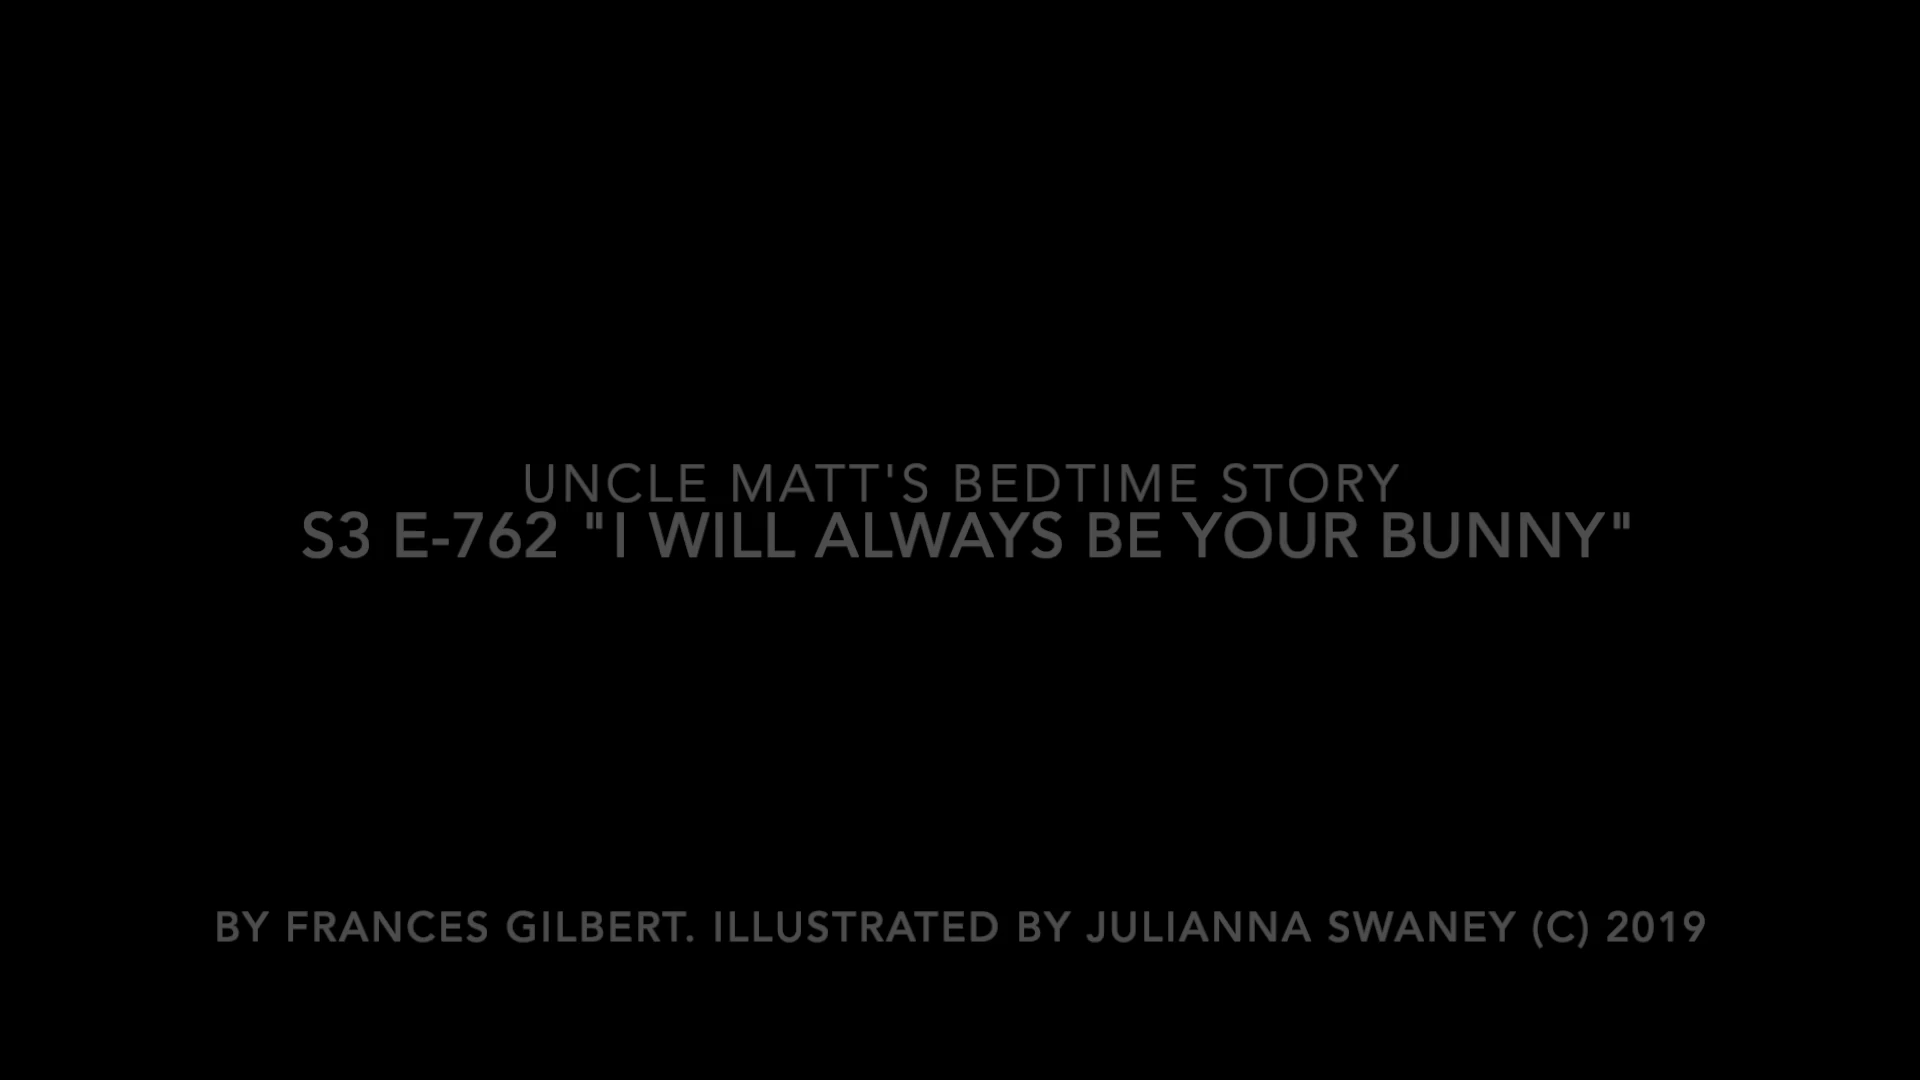 UNCLE MATT'S BEDTIME STORY
S3 E-762 "I WILL ALWAYS BE YOUR BUNNY"
BY FRANCES GILBERT. ILLUSTRATED BY JULIANNA SWANEY (C) 2019